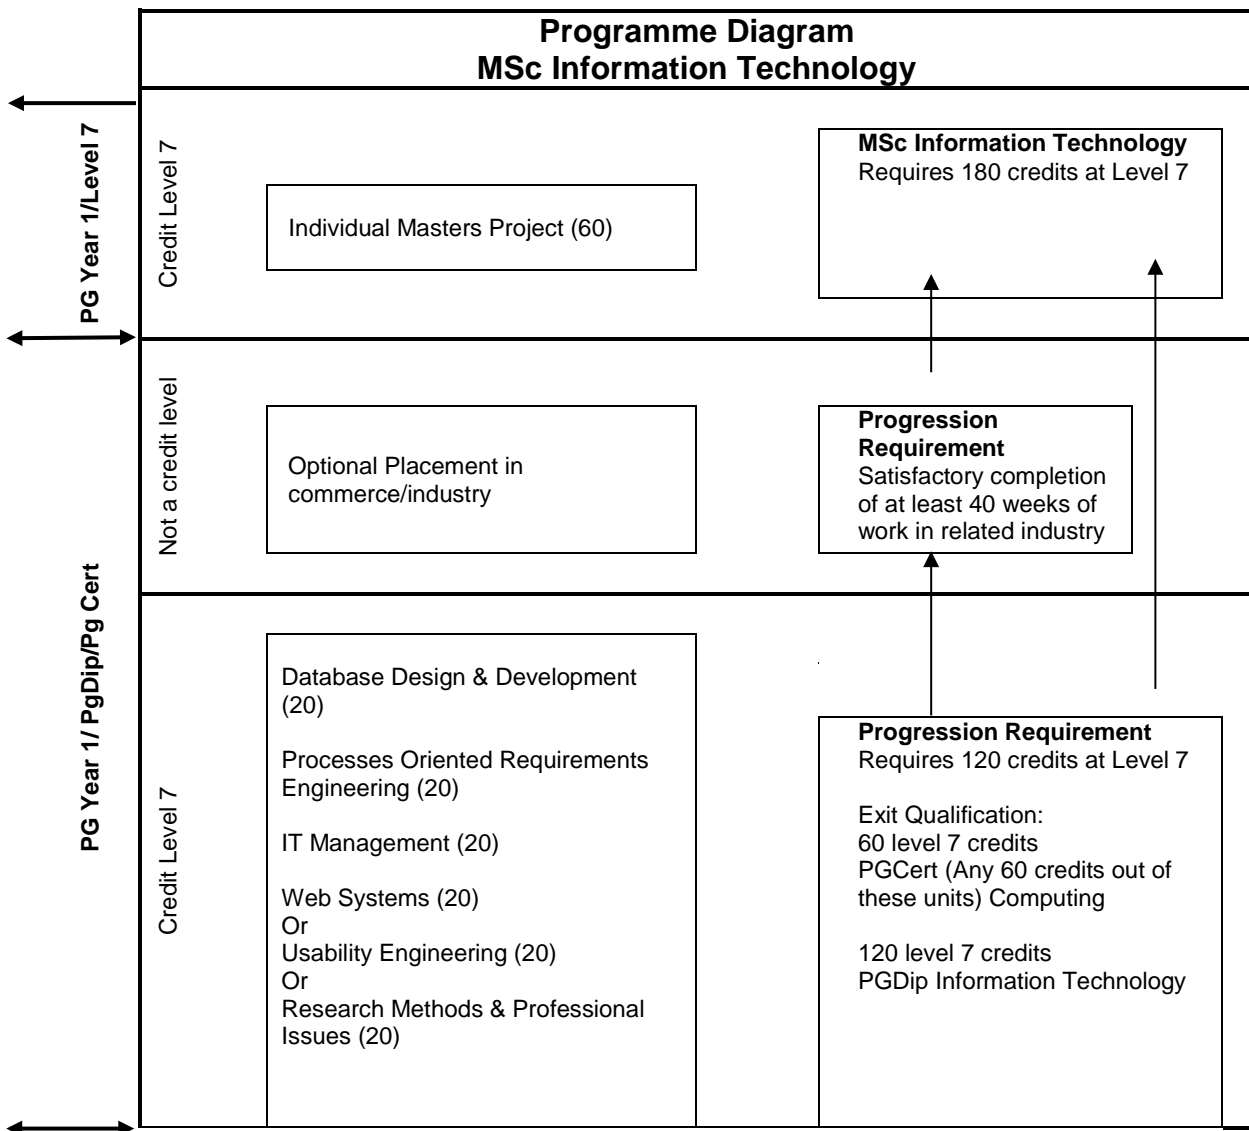 Programme Diagram
MSc Information Technology
PG Year 1/Level 7
Credit Level 7
Individual Masters Project (60)
MSc Information Technology
Requires 180 credits at Level 7
PG Year 1/ PgDip/Pg Cert
Not a credit level
Optional Placement in
commerce/industry
Progression
Requirement
Satisfactory completion
of at least 40 weeks of
work in related industry
Credit Level 7
Database Design & Development
(20)
Processes Oriented Requirements
Engineering (20)
IT Management (20)
Web Systems (20)
Or
Usability Engineering (20)
Or
Research Methods & Professional
Issues (20)
Progression Requirement
Requires 120 credits at Level 7
Exit Qualification:
60 level 7 credits
PGCert (Any 60 credits out of
these units) Computing
120 level 7 credits
PGDip Information Technology